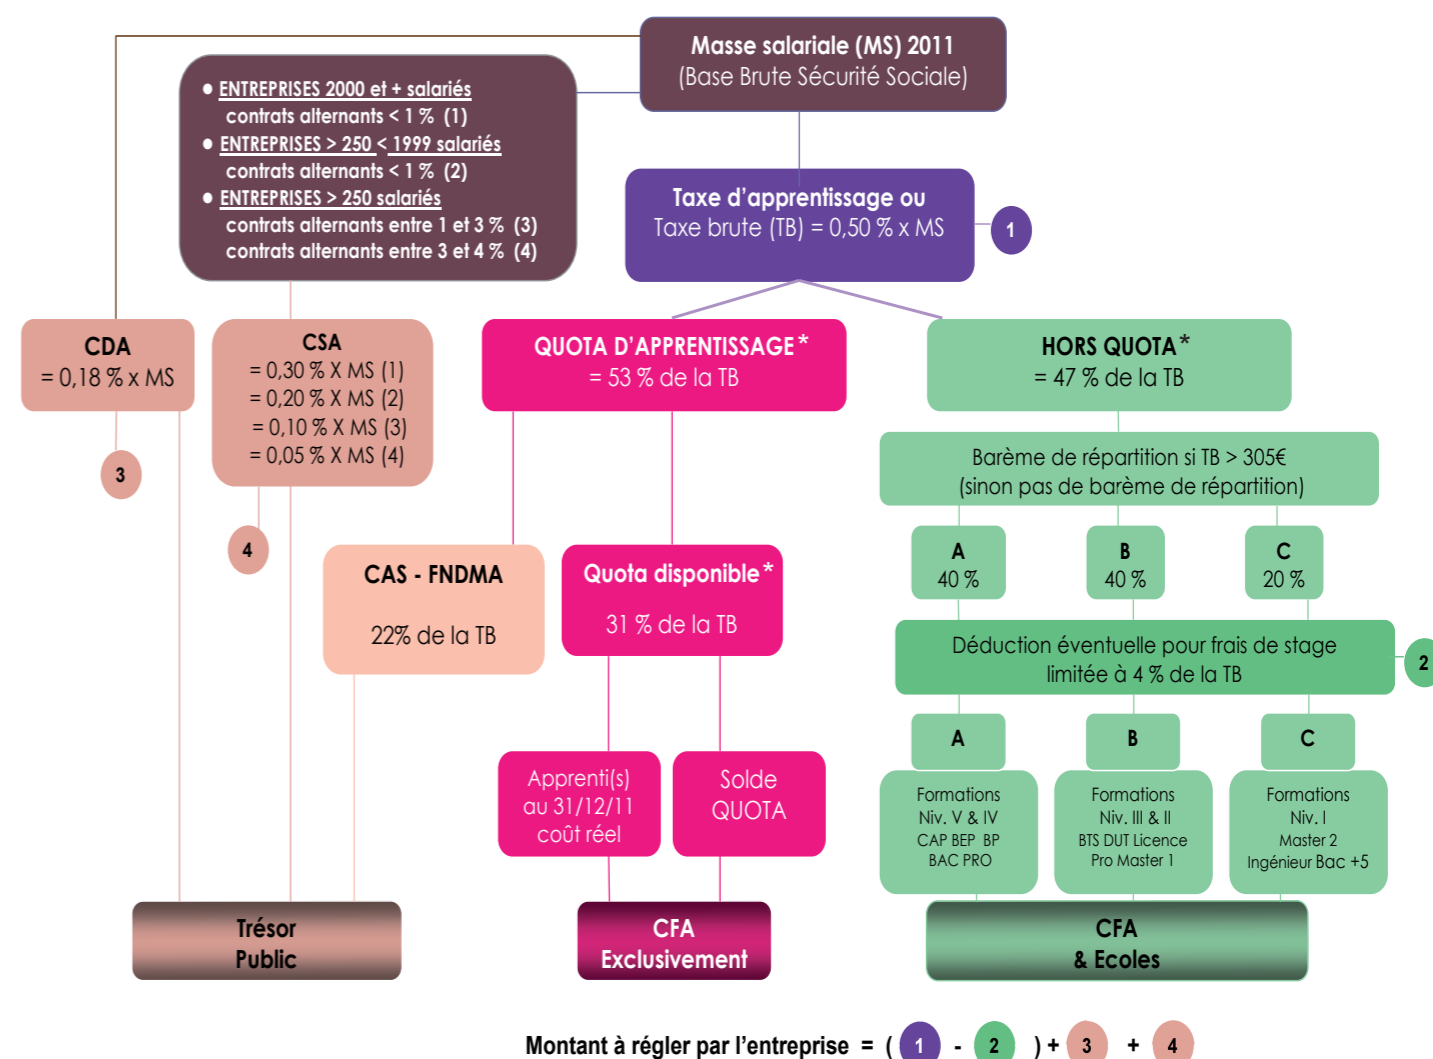 Masse salariale (MS) 2011
(Base Brute Sécurité Sociale)
● ENTREPRISES 2000 et + salariés
contrats alternants < 1 % (1)
● ENTREPRISES > 250 < 1999 salariés
contrats alternants < 1 % (2)
● ENTREPRISES > 250 salariés
contrats alternants entre 1 et 3 % (3)
contrats alternants entre 3 et 4 % (4)
Taxe d’apprentissage ou
Taxe brute (TB) = 0,50 % x MS
1
CDA
= 0,18 % x MS
3
CSA
= 0,30 % X MS (1)
= 0,20 % X MS (2)
= 0,10 % X MS (3)
= 0,05 % X MS (4)
4
QUOTA D’APPRENTISSAGE*
= 53 % de la TB
HORS QUOTA*
= 47 % de la TB
Barème de répartition si TB > 305€
(sinon pas de barème de répartition)
A
40 %
B
40 %
C
20 %
CAS - FNDMA
22% de la TB
Quota disponible*
31 % de la TB
Déduction éventuelle pour frais de stage
limitée à 4 % de la TB
2
A
B
C
Apprenti(s)
au 31/12/11
coût réel
Solde
QUOTA
Formations
Niv. V & IV
CAP BEP BP
BAC PRO
Formations
Niv. III & II
BTS DUT Licence
Pro Master 1
Formations
Niv. I
Master 2
Ingénieur Bac +5
Trésor
Public
CFA
Exclusivement
CFA
& Ecoles
Montant à régler par l’entreprise = ( 1 - 2 ) + 3 + 4